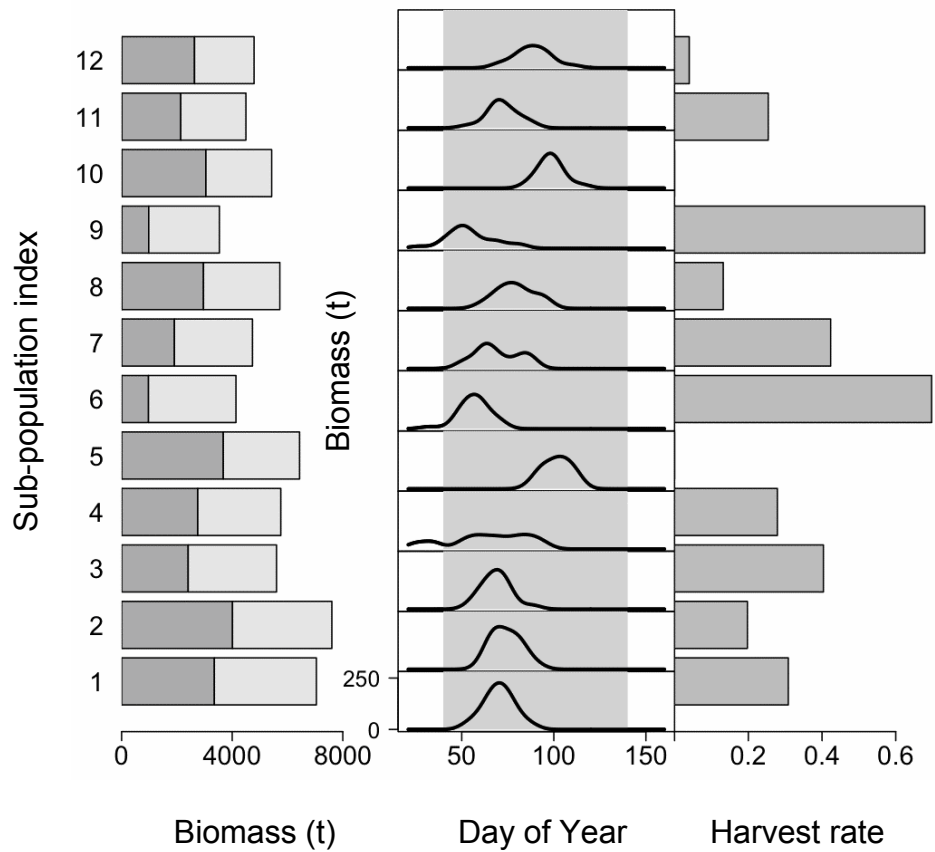 Sub-population index
12
11
10
9
8
7
6
5
4
3
2
1
0 4000 8000
Biomass (t)
Biomass (t)
250
0
50 100 150
Day of Year
0.2 0.4 0.6
Harvest rate